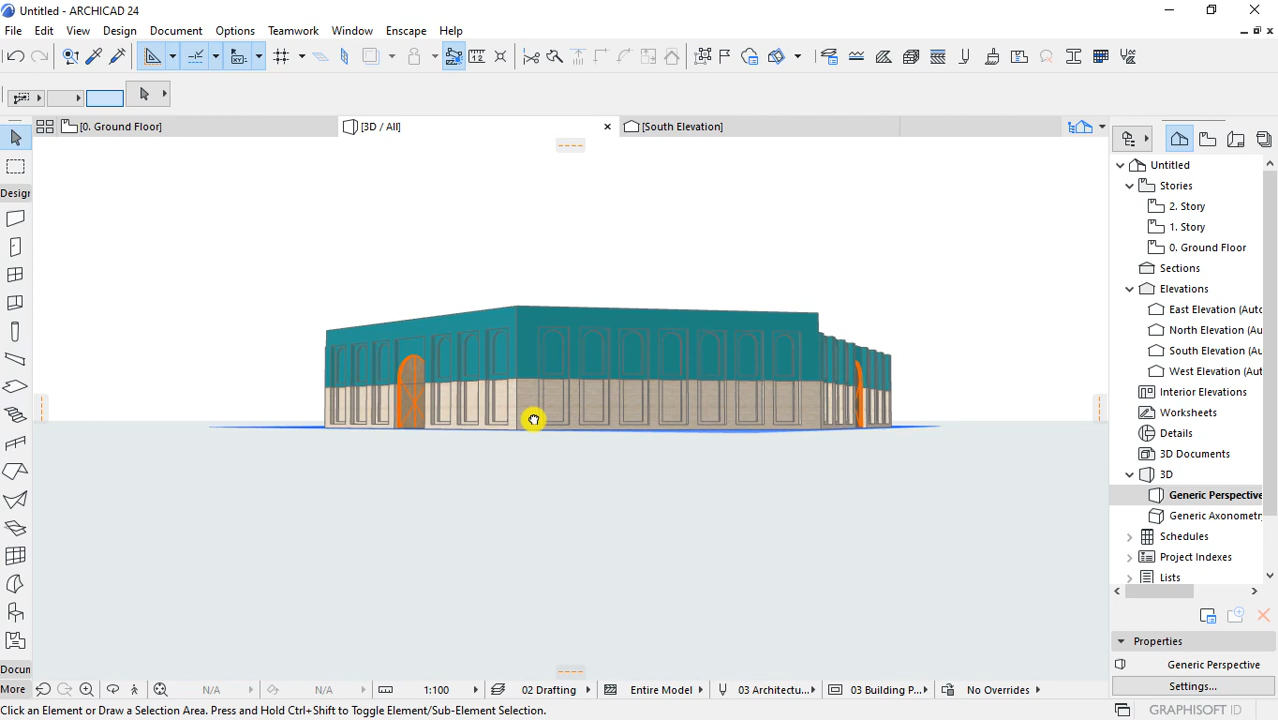 Untitled - ARCHICAD 24
File Edit View Design Document Options Teamwork Window Enscape Help
[0. Ground Floor] [3D / All] [South Elevation]
Design
Untitled
Stories
2. Story
1. Story
0. Ground Floor
Sections
Elevations
East Elevation (Au
North Elevation (A
South Elevation (A
West Elevation (Au
Interior Elevations
Worksheets
Details
3D Documents
3D
Generic Perspective
Generic Axonometr
Schedules
Project Indexes
Lists
Properties
Generic Perspective
Settings...
Docun
More N/A N/A 1:100 02 Drafting Entire Model 03 Architectu... 03 Building P... No Overrides
Click an Element or Draw a Selection Area. Press and Hold Ctrl+Shift to Toggle Element/Sub-Element Selection.
GRAPHISOFT ID